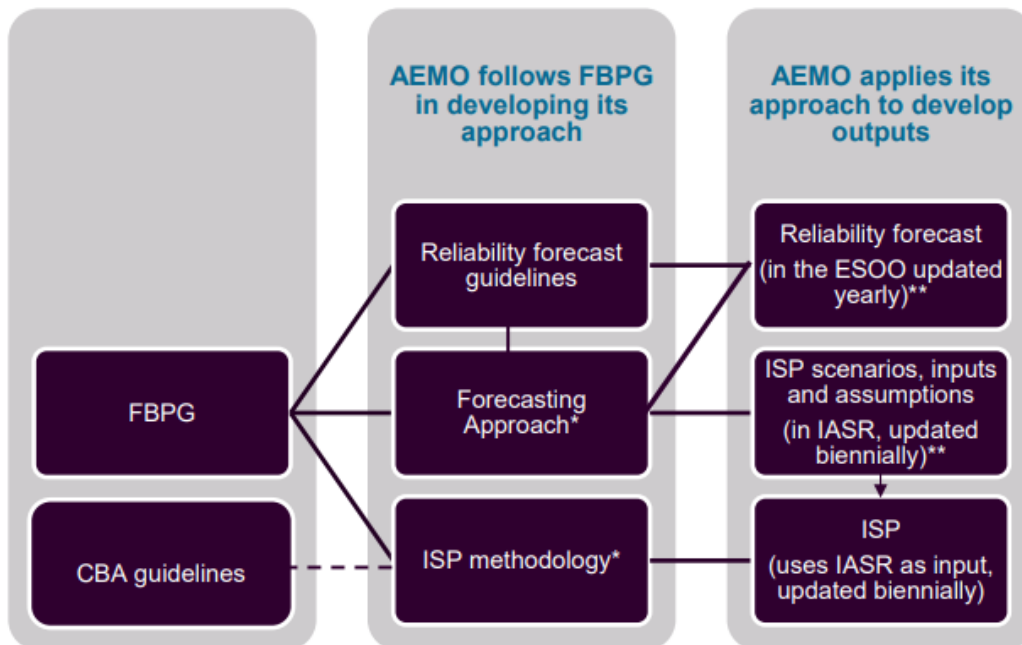 AEMO follows FBPG
in developing its
approach
AEMO applies its
approach to develop
outputs
Reliability forecast
guidelines
Reliability forecast
(in the ESOO updated
yearly)**
FBPG
Forecasting
Approach*
ISP scenarios, inputs
and assumptions
(in IASR, updated
biennially)**
CBA guidelines
ISP methodology*
ISP
(uses IASR as input,
updated biennially)